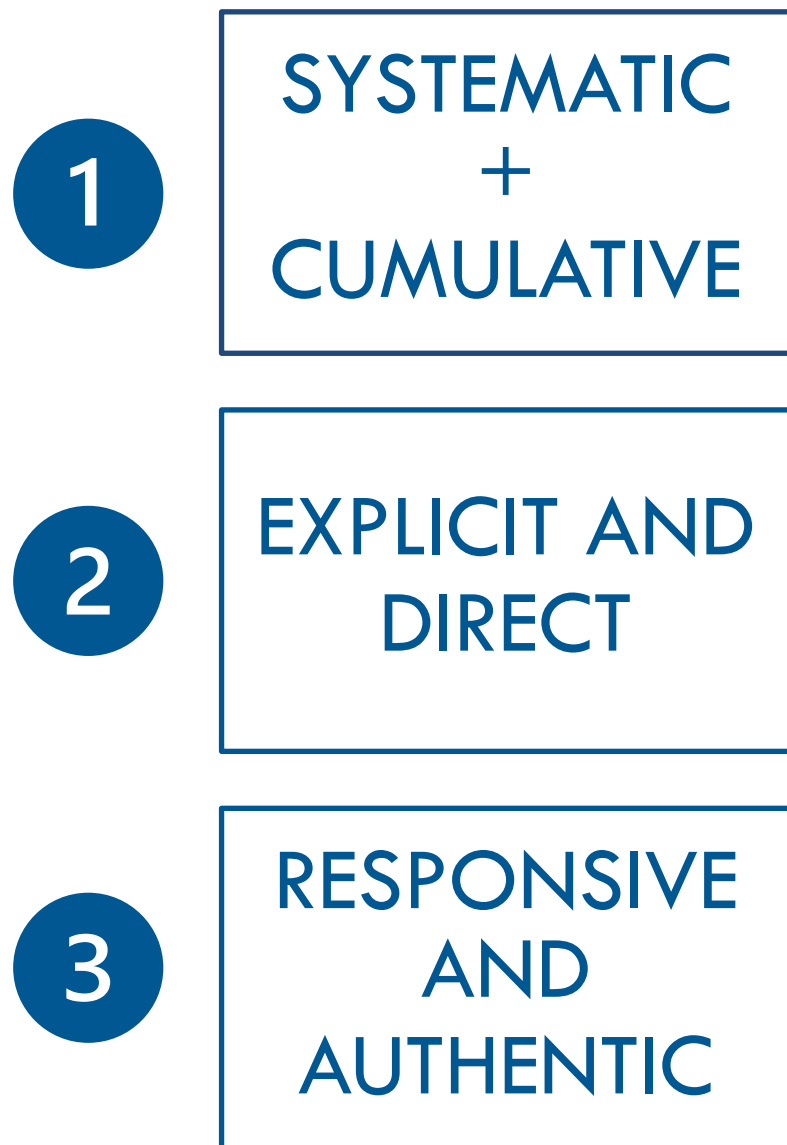 1
SYSTEMATIC
+
CUMULATIVE
2
EXPLICIT AND
DIRECT
3
RESPONSIVE
AND
AUTHENTIC